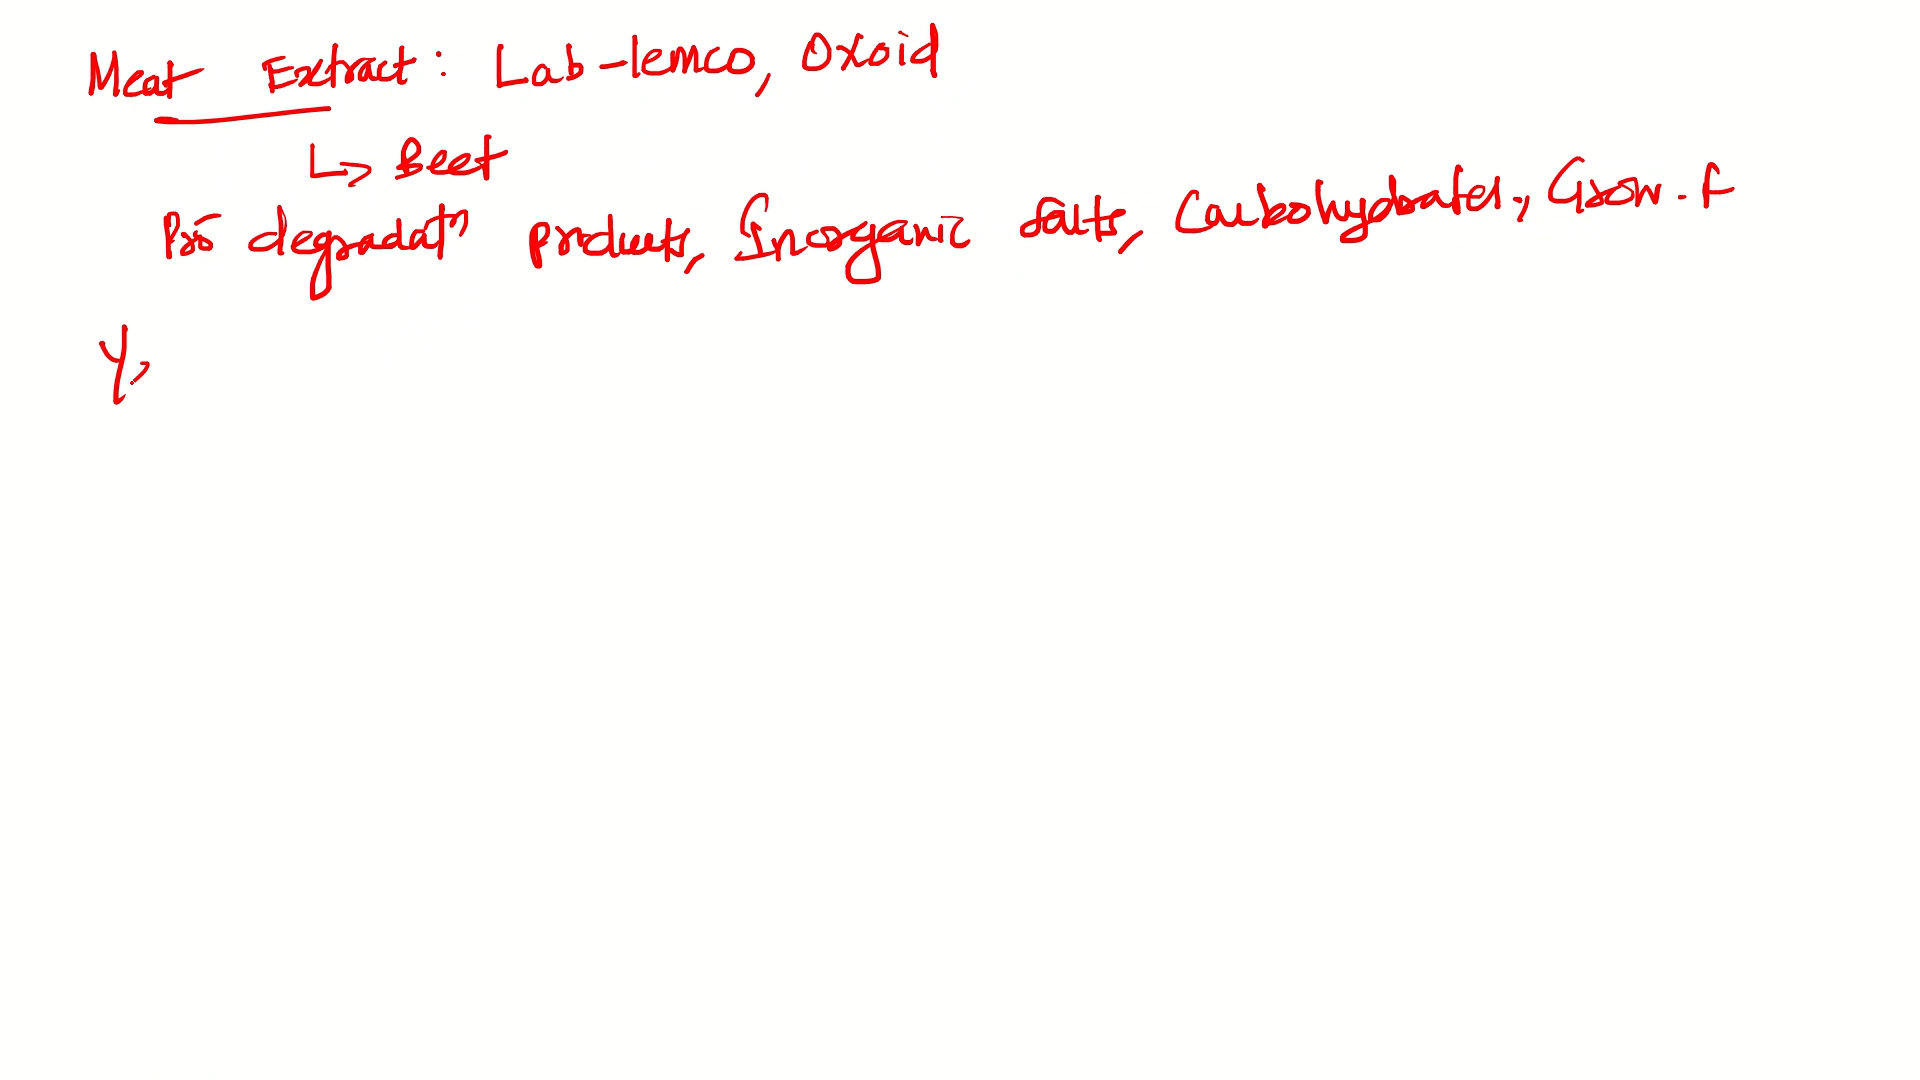 Meat Extract: Lab-lemco, Oxoid
↳ Beef
Pro degradatn products, Inorganic salts, Carbohydrates, Grow. f
Y,